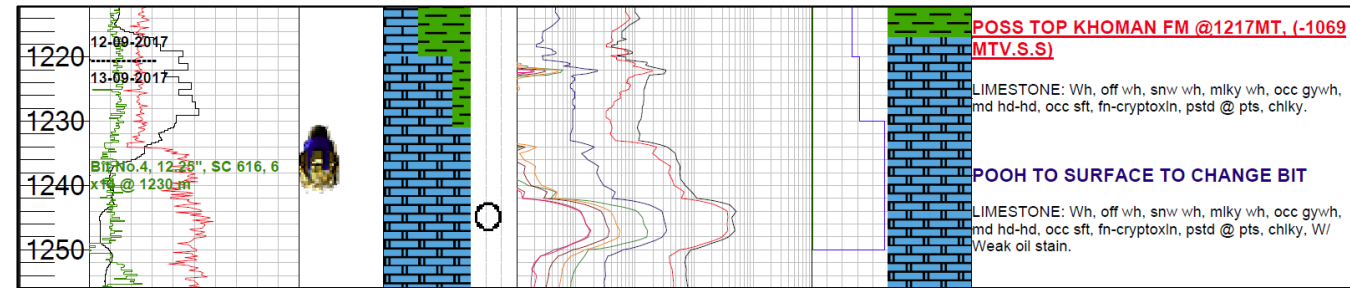 1220
1230
1240
1250
12-09-2017
13-09-2017
Bit No.4, 12.25", SC 616, 6
@ 1230 m
POSS TOP KHOMAN FM @1217MT, (-1069
MTV.S.S)
LIMESTONE: Wh, off wh, snw wh, mlky wh, occ gywh,
md hd-hd, occ sft, fn-cryptoxln, pstd @ pts, chlky.
POOH TO SURFACE TO CHANGE BIT
LIMESTONE: Wh, off wh, snw wh, mlky wh, occ gywh,
md hd-hd, occ sft, fn-cryptoxln, pstd @ pts, chlky, W/
Weak oil stain.